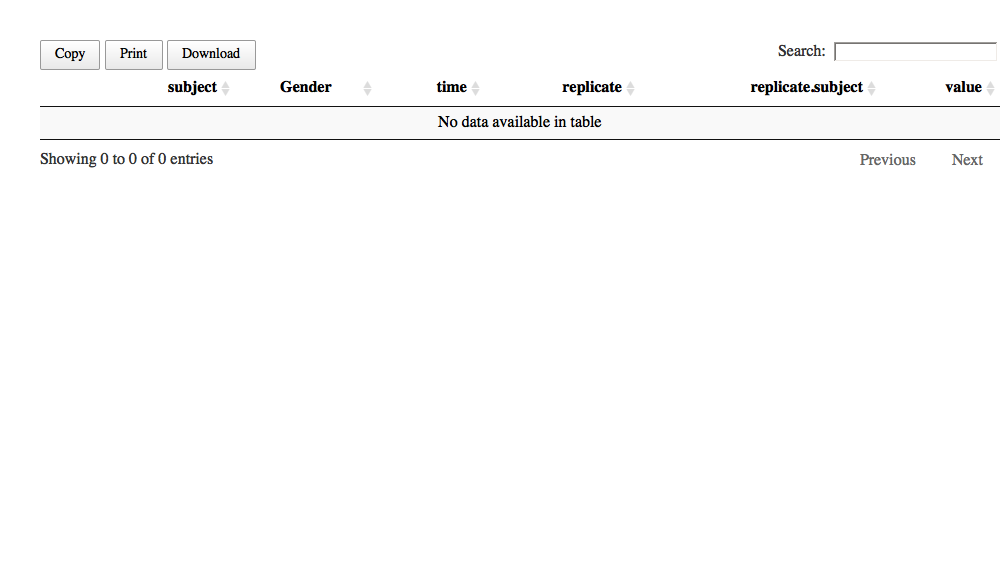 Copy Print Download Search:
subject Gender time replicate replicate.subject value
No data available in table
Showing 0 to 0 of 0 entries Previous Next